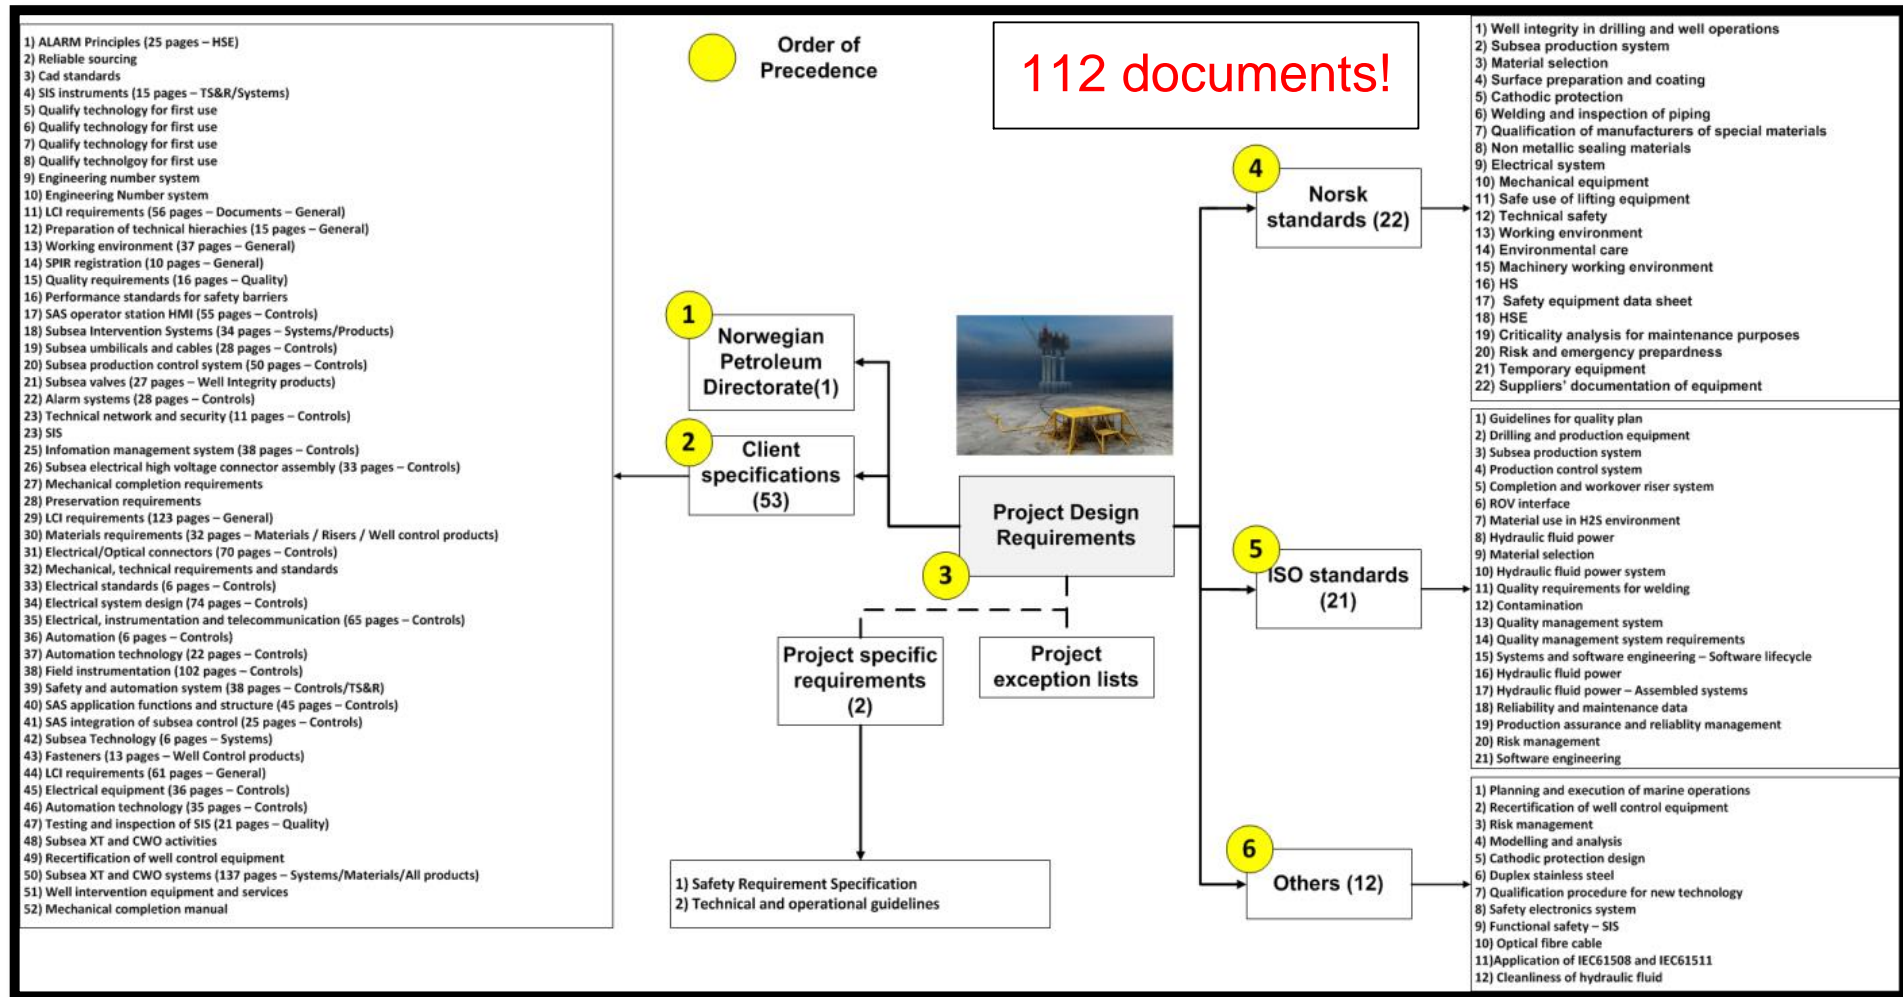 1) ALARM Principles (25 pages – HSE)
2) Reliable sourcing
3) Cad standards
4) SIS instruments (15 pages – TS&R/Systems)
5) Qualify technology for first use
6) Qualify technology for first use
7) Qualify technology for first use
8) Qualify technolgoy for first use
9) Engineering number system
10) Engineering Number system
11) LCI requirements (56 pages – Documents – General)
12) Preparation of technical hierachies (15 pages – General)
13) Working environment (37 pages – General)
14) SPIR registration (10 pages – General)
15) Quality requirements (16 pages – Quality)
16) Performance standards for safety barriers
17) SAS operator station HMI (55 pages – Controls)
18) Subsea Intervention Systems (34 pages – Systems/Products)
19) Subsea umbilicals and cables (28 pages – Controls)
20) Subsea production control system (50 pages – Controls)
21) Subsea valves (27 pages – Well Integrity products)
22) Alarm systems (28 pages – Controls)
23) Technical network and security (11 pages – Controls)
23) SIS
25) Infomation management system (38 pages – Controls)
26) Subsea electrical high voltage connector assembly (33 pages – Controls)
27) Mechanical completion requirements
28) Preservation requirements
29) LCI requirements (123 pages – General)
30) Materials requirements (32 pages – Materials / Risers / Well control products)
31) Electrical/Optical connectors (70 pages – Controls)
32) Mechanical, technical requirements and standards
33) Electrical standards (6 pages – Controls)
34) Electrical system design (74 pages – Controls)
35) Electrical, instrumentation and telecommunication (65 pages – Controls)
36) Automation (6 pages – Controls)
37) Automation technology (22 pages – Controls)
38) Field instrumentation (102 pages – Controls)
39) Safety and automation system (38 pages – Controls/TS&R)
40) SAS application functions and structure (45 pages – Controls)
41) SAS integration of subsea control (25 pages – Controls)
42) Subsea Technology (6 pages – Systems)
43) Fasteners (13 pages – Well Control products)
44) LCI requirements (61 pages – General)
45) Electrical equipment (36 pages – Controls)
46) Automation technology (35 pages – Controls)
47) Testing and inspection of SIS (21 pages – Quality)
48) Subsea XT and CWO activities
49) Recertification of well control equipment
50) Subsea XT and CWO systems (137 pages – Systems/Materials/All products)
51) Well intervention equipment and services
52) Mechanical completion manual
Order of
Precedence
112 documents!
1
Norwegian
Petroleum
Directorate(1)
2
Client
specifications
(53)
Project Design
Requirements
3
Project specific
requirements
(2)
Project
exception lists
1) Safety Requirement Specification
2) Technical and operational guidelines
4
Norsk
standards (22)
5
ISO standards
(21)
6
Others (12)
1) Well integrity in drilling and well operations
2) Subsea production system
3) Material selection
4) Surface preparation and coating
5) Cathodic protection
6) Welding and inspection of piping
7) Qualification of manufacturers of special materials
8) Non metallic sealing materials
9) Electrical system
10) Mechanical equipment
11) Safe use of lifting equipment
12) Technical safety
13) Working environment
14) Environmental care
15) Machinery working environment
16) HS
17) Safety equipment data sheet
18) HSE
19) Criticality analysis for maintenance purposes
20) Risk and emergency prepardness
21) Temporary equipment
22) Suppliers' documentation of equipment
1) Guidelines for quality plan
2) Drilling and production equipment
3) Subsea production system
4) Production control system
5) Completion and workover riser system
6) ROV interface
7) Material use in H2S environment
8) Hydraulic fluid power
9) Material selection
10) Hydraulic fluid power system
11) Quality requirements for welding
12) Contamination
13) Quality management system
14) Quality management system requirements
15) Systems and software engineering – Software lifecycle
16) Hydraulic fluid power
17) Hydraulic fluid power – Assembled systems
18) Reliability and maintenance data
19) Production assurance and reliablity management
20) Risk management
21) Software engineering
1) Planning and execution of marine operations
2) Recertification of well control equipment
3) Risk management
4) Modelling and analysis
5) Cathodic protection design
6) Duplex stainless steel
7) Qualification procedure for new technology
8) Safety electronics system
9) Functional safety – SIS
10) Optical fibre cable
11)Application of IEC61508 and IEC61511
12) Cleanliness of hydraulic fluid